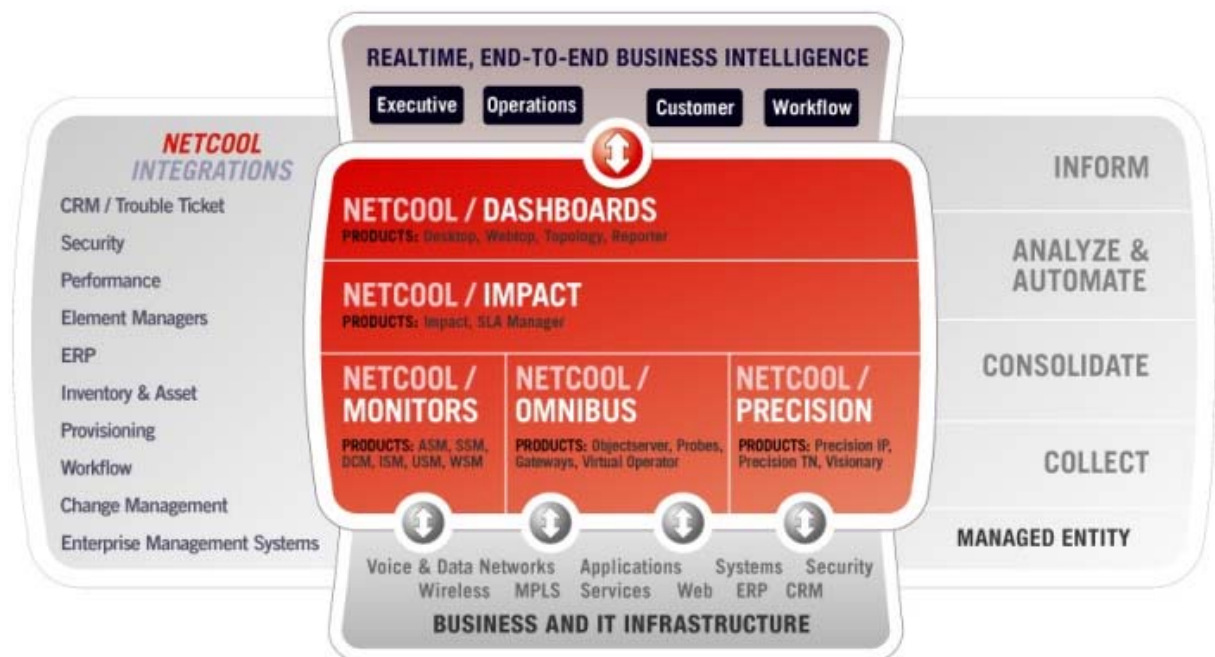 REALTIME, END-TO-END BUSINESS INTELLIGENCE
Executive
Operations
Customer
Workflow
NETCOOL
INTEGRATIONS
CRM / Trouble Ticket
Security
Performance
Element Managers
ERP
Inventory & Asset
Provisioning
Workflow
Change Management
Enterprise Management Systems
NETCOOL / DASHBOARDS
PRODUCTS: Desktop, Webtop, Topology, Reporter
NETCOOL / IMPACT
PRODUCTS: Impact, SLA Manager
NETCOOL /
MONITORS
PRODUCTS: ASM, SSM,
DCM, ISM, USM, WSM
NETCOOL /
OMNIBUS
PRODUCTS: Objectserver, Probes,
Gateways, Virtual Operator
NETCOOL /
PRECISION
PRODUCTS: Precision IP,
Precision TN, Visionary
INFORM
ANALYZE &
AUTOMATE
CONSOLIDATE
COLLECT
MANAGED ENTITY
Voice & Data Networks Applications Systems Security
Wireless MPLS Services Web ERP CRM
BUSINESS AND IT INFRASTRUCTURE